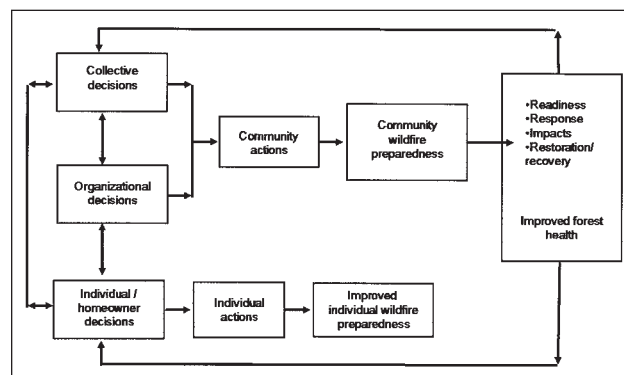 Collective
decisions
Organizational
decisions
Individual /
homeowner
decisions
Community
actions
Individual
actions
Community
wildfire
preparedness
Improved
individual wildfire
preparedness
•Readiness
•Response
•Impacts
•Restoration/
recovery
Improved forest
health